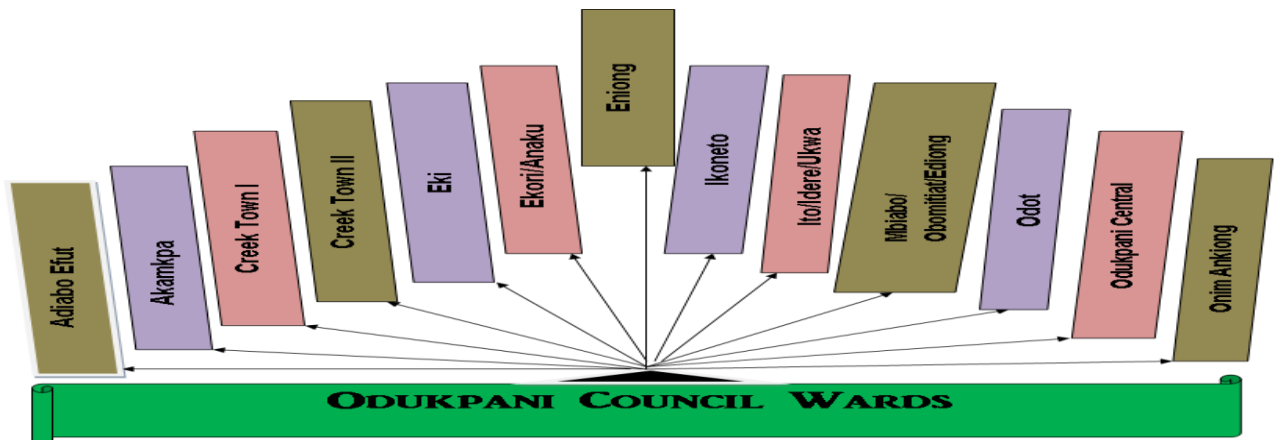 Adiabo Efut
Akamkpa
Creek Town I
Creek Town II
Eki
Ekori/Anaku
Eniong
Ikoneto
Ito/Idere/Ukwa
Mbiabo/
Obomitiat/Ediong
Odot
Odukpani Central
Onim Ankiong
ODUKPANI COUNCIL WARDS